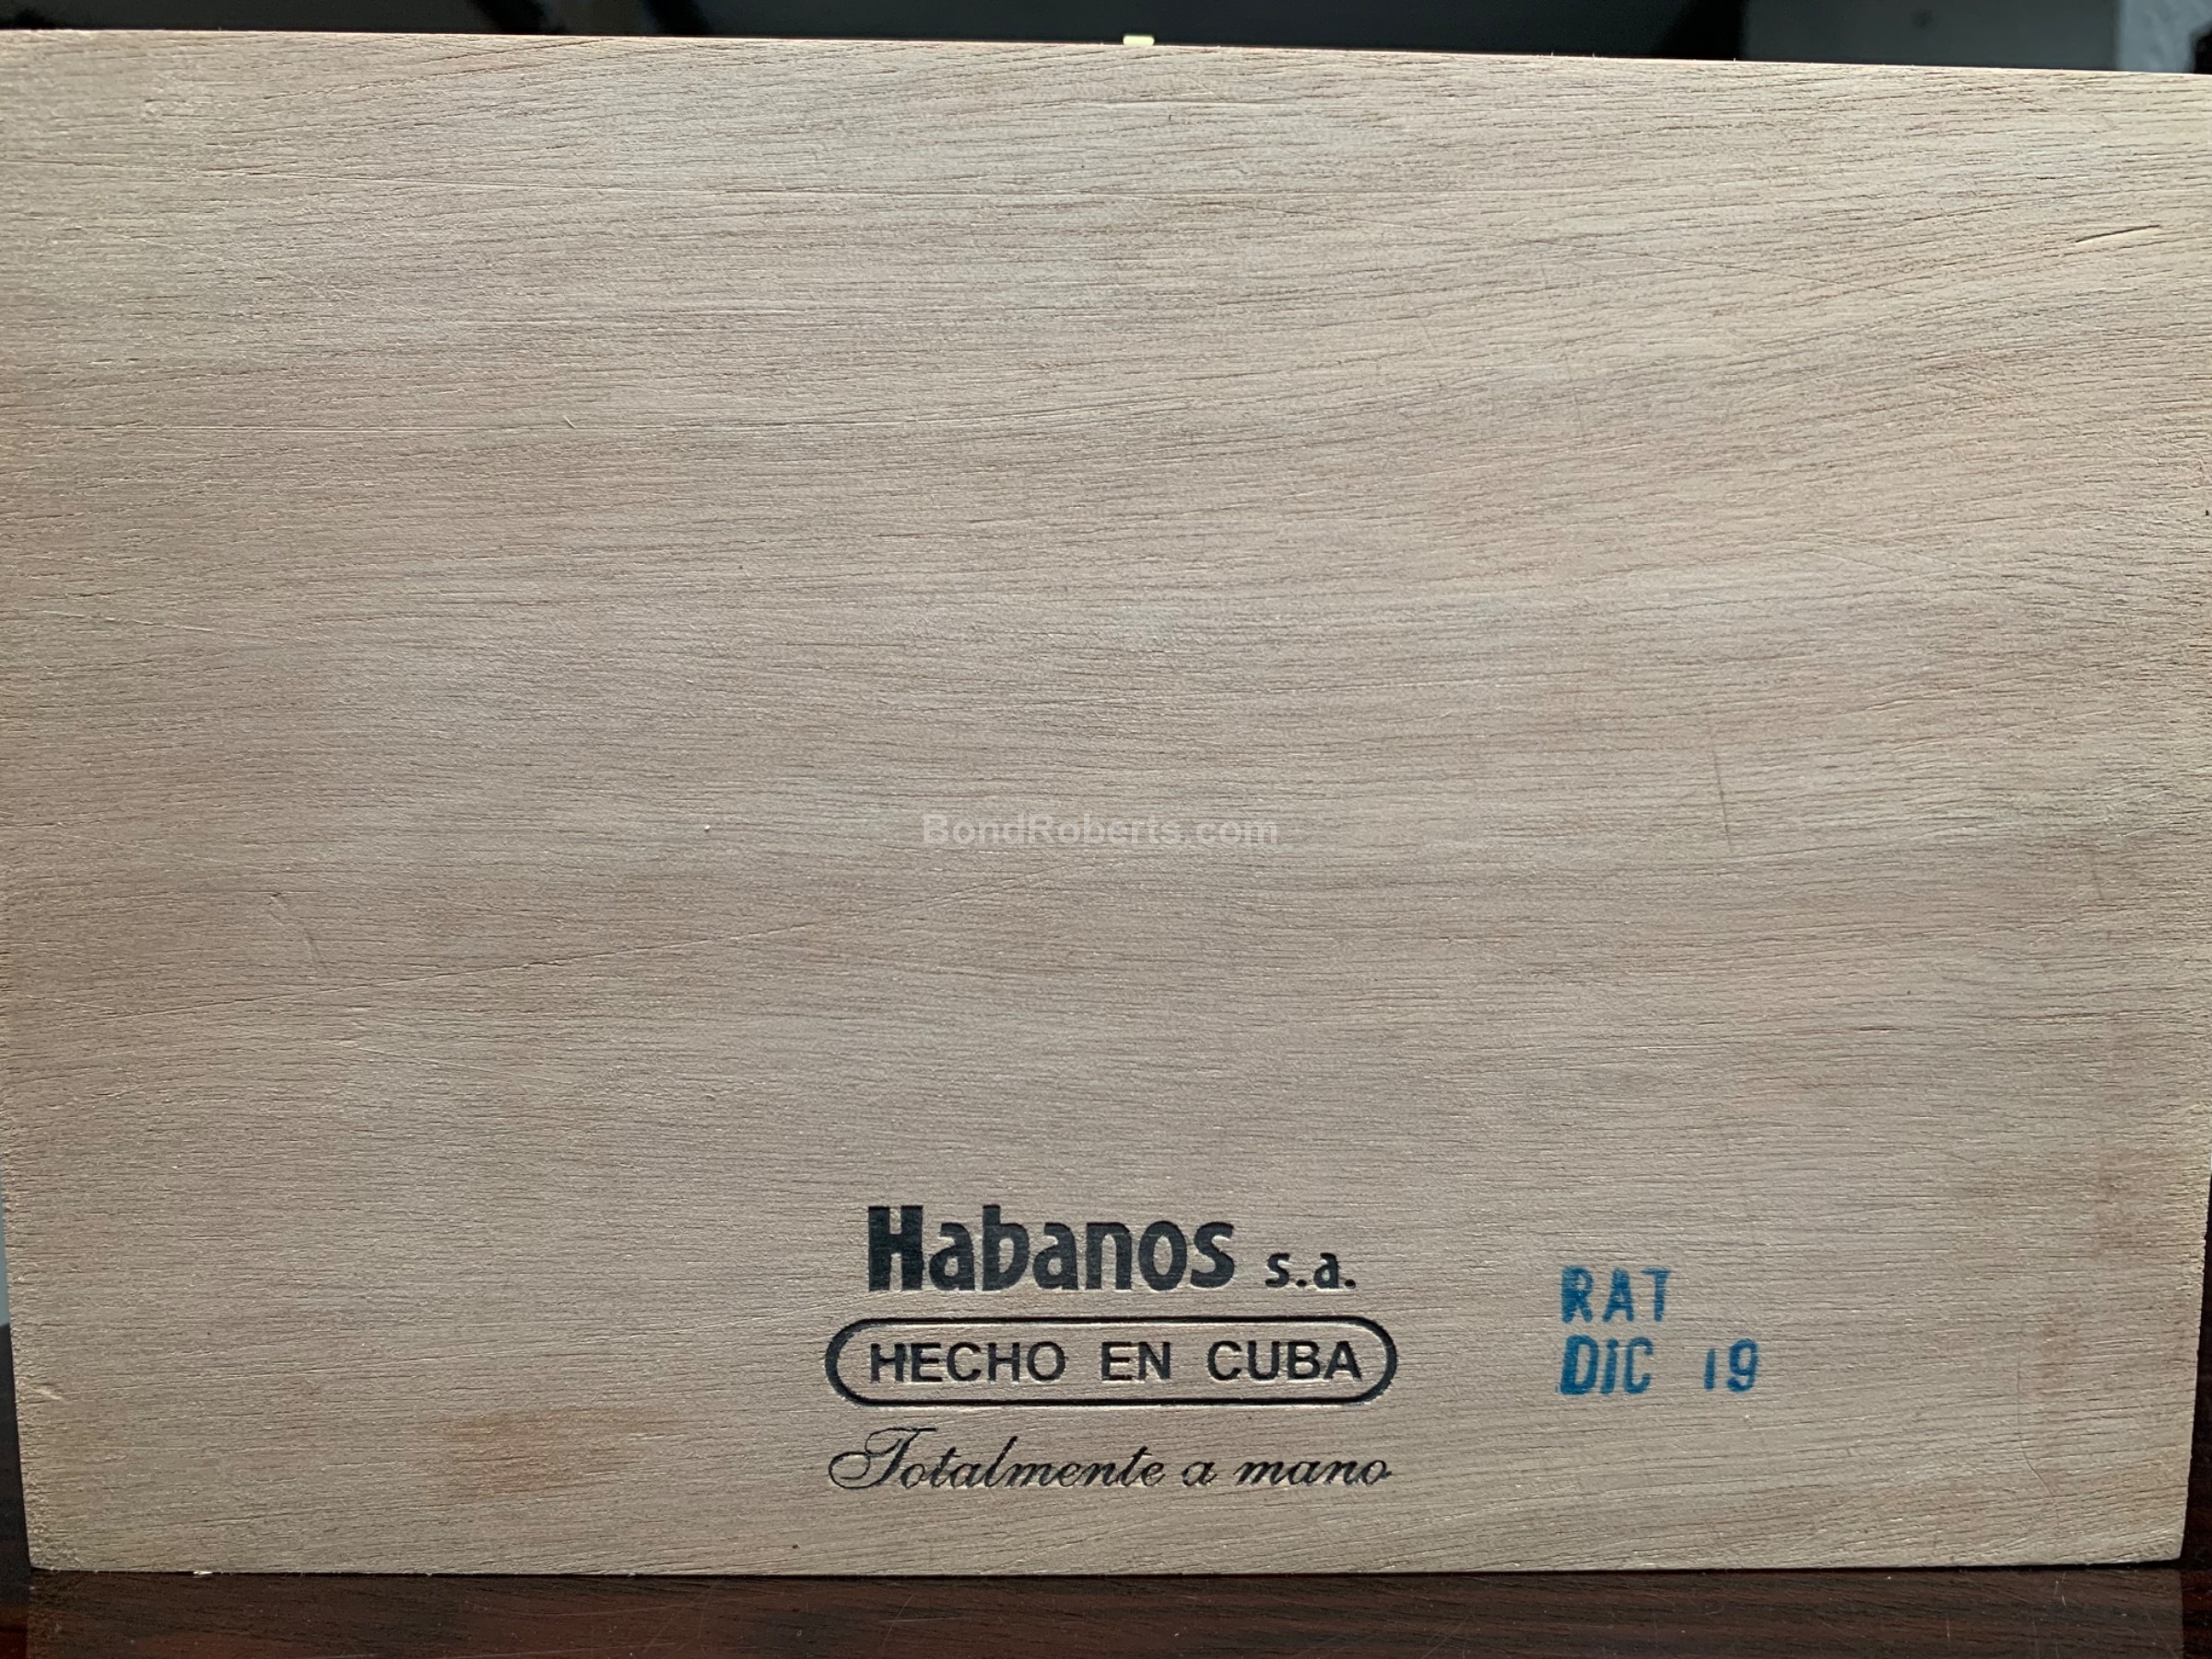 BondRoberts.com
Habanos s.a.
HECHO EN CUBA
Totalmente a mano
RAT
DIC 19